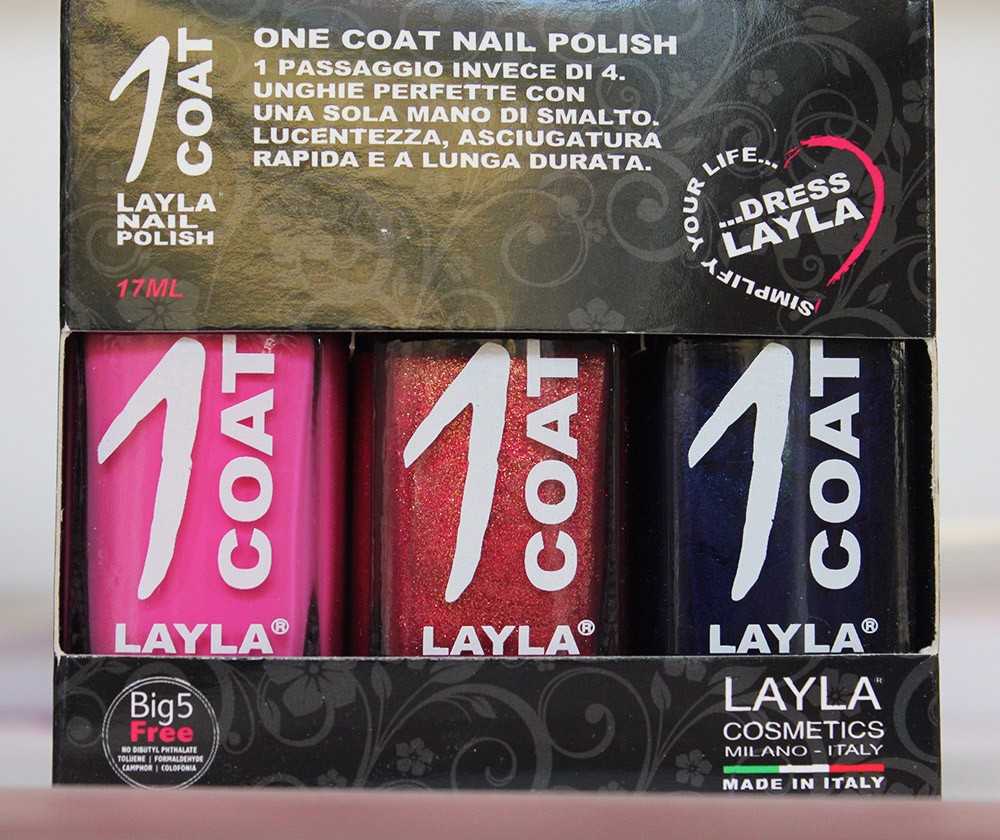 1 COAT
LAYLA
NAIL
POLISH
17ML
ONE COAT NAIL POLISH
1 PASSAGGIO INVECE DI 4.
UNGHIE PERFETTE CON
UNA SOLA MANO DI SMALTO.
LUCENTEZZA, ASCIUGATURA
RAPIDA E A LUNGA DURATA.
SIMPLIFY YOUR LIFE...
...DRESS
LAYLA
1 COAT
LAYLA®
1 COAT
LAYLA®
1 COAT
LAYLA®
Big5
Free
NO DIBUTYL PHTHALATE
TOLUENE | FORMALDEHYDE
CAMPHOR | COLOFONIA
LAYLA®
COSMETICS
MILANO - ITALY
MADE IN ITALY